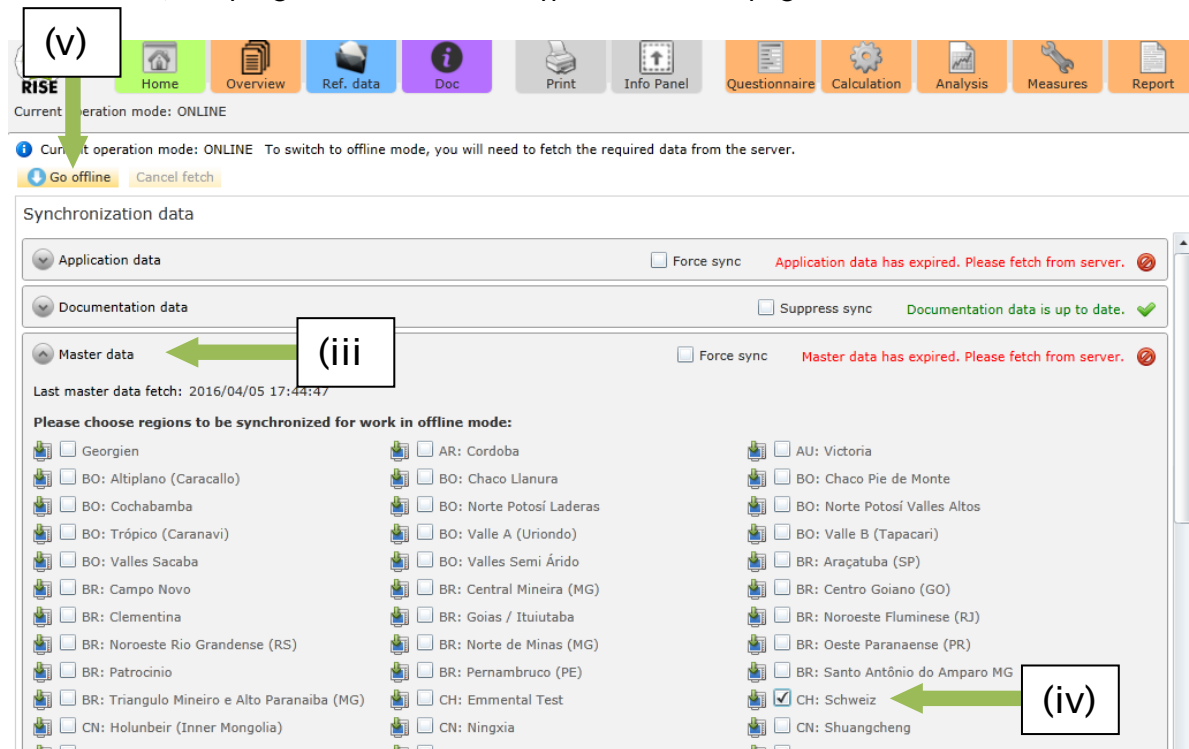 (v)
RISE
Home Overview Ref. data Doc Print Info Panel Questionnaire Calculation Analysis Measures Report
Current operation mode: ONLINE
Current operation mode: ONLINE To switch to offline mode, you will need to fetch the required data from the server.
Go offline Cancel fetch
Synchronization data
Application data Force sync Application data has expired. Please fetch from server.
Documentation data Suppress sync Documentation data is up to date.
(iii
Master data Force sync Master data has expired. Please fetch from server.
Last master data fetch: 2016/04/05 17:44:47
Please choose regions to be synchronized for work in offline mode:
Georgien AR: Cordoba AU: Victoria
BO: Altiplano (Caracallo) BO: Chaco Llanura BO: Chaco Pie de Monte
BO: Cochabamba BO: Norte Potosí Laderas BO: Norte Potosí Valles Altos
BO: Trópico (Caranavi) BO: Valle A (Uriondo) BO: Valle B (Tapacari)
BO: Valles Sacaba BO: Valles Semi Árido BR: Araçatuba (SP)
BR: Campo Novo BR: Central Mineira (MG) BR: Centro Goiano (GO)
BR: Clementina BR: Goias / Ituiutaba BR: Noroeste Fluminese (RJ)
BR: Noroeste Rio Grandense (RS) BR: Norte de Minas (MG) BR: Oeste Paranaense (PR)
BR: Patrocinio BR: Pernambruco (PE) BR: Santo Antônio do Amparo MG
BR: Triangulo Mineiro e Alto Paranaiba (MG) CH: Emmental Test CH: Schweiz
(iv)
CN: Holunbeir (Inner Mongolia) CN: Ningxia CN: Shuangcheng